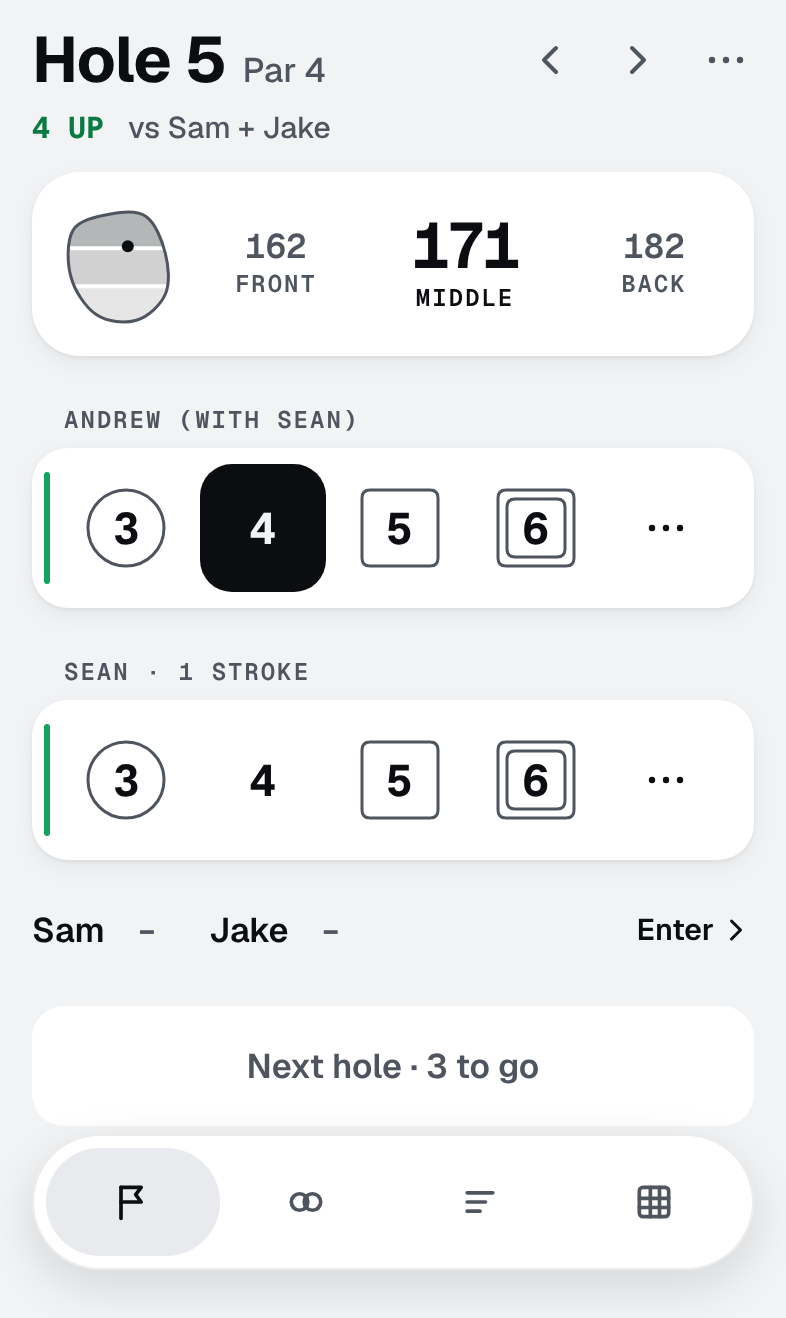 Hole 5 Par 4
4 UP vs Sam + Jake
162 171 182
FRONT MIDDLE BACK
ANDREW (WITH SEAN)
3 4 5 6 ...
SEAN · 1 STROKE
3 4 5 6 ...
Sam – Jake – Enter >
Next hole · 3 to go